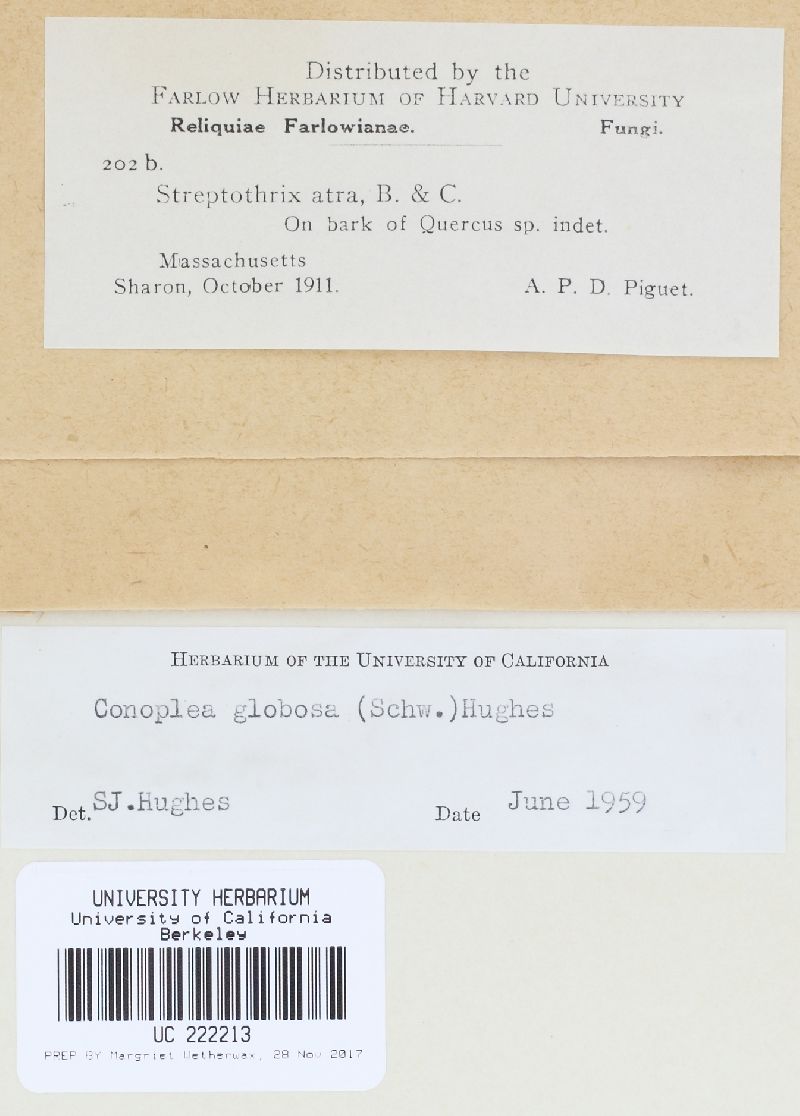 Distributed by the
FARLOW HERBARIUM OF HARVARD UNIVERSITY
Reliquiae Farlowianae. Fungi.
202 b.
Streptothrix atra, B. & C.
On bark of Quercus sp. indet.
Massachusetts
Sharon, October 1911. A. P. D. Piguet.
HERBARIUM OF THE UNIVERSITY OF CALIFORNIA
Conoplea globosa (Schw.)Hughes
Det. SJ.Hughes Date June 1959
UNIVERSITY HERBARIUM
University of California
Berkeley
UC 222213
PREP BY Margriet Wetherwax, 28 Nov 2017